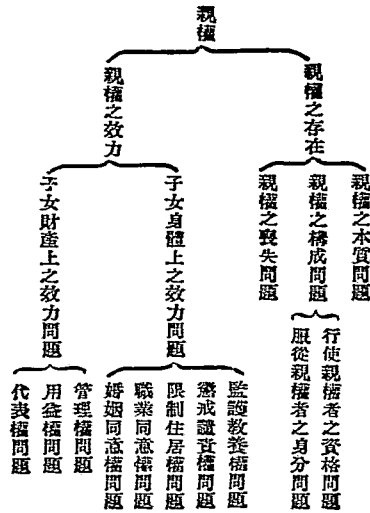 親權
親權之存在
親權之本質問題
親權之構成問題
行使親權者之資格問題
服從親權者之身分問題
親權之喪失問題
親權之效力
子女身體上之效力問題
監護教養權問題
懲戒譴責權問題
限制住居權問題
職業同意權問題
婚姻同意權問題
子女財產上之效力問題
管理權問題
用益權問題
代表權問題